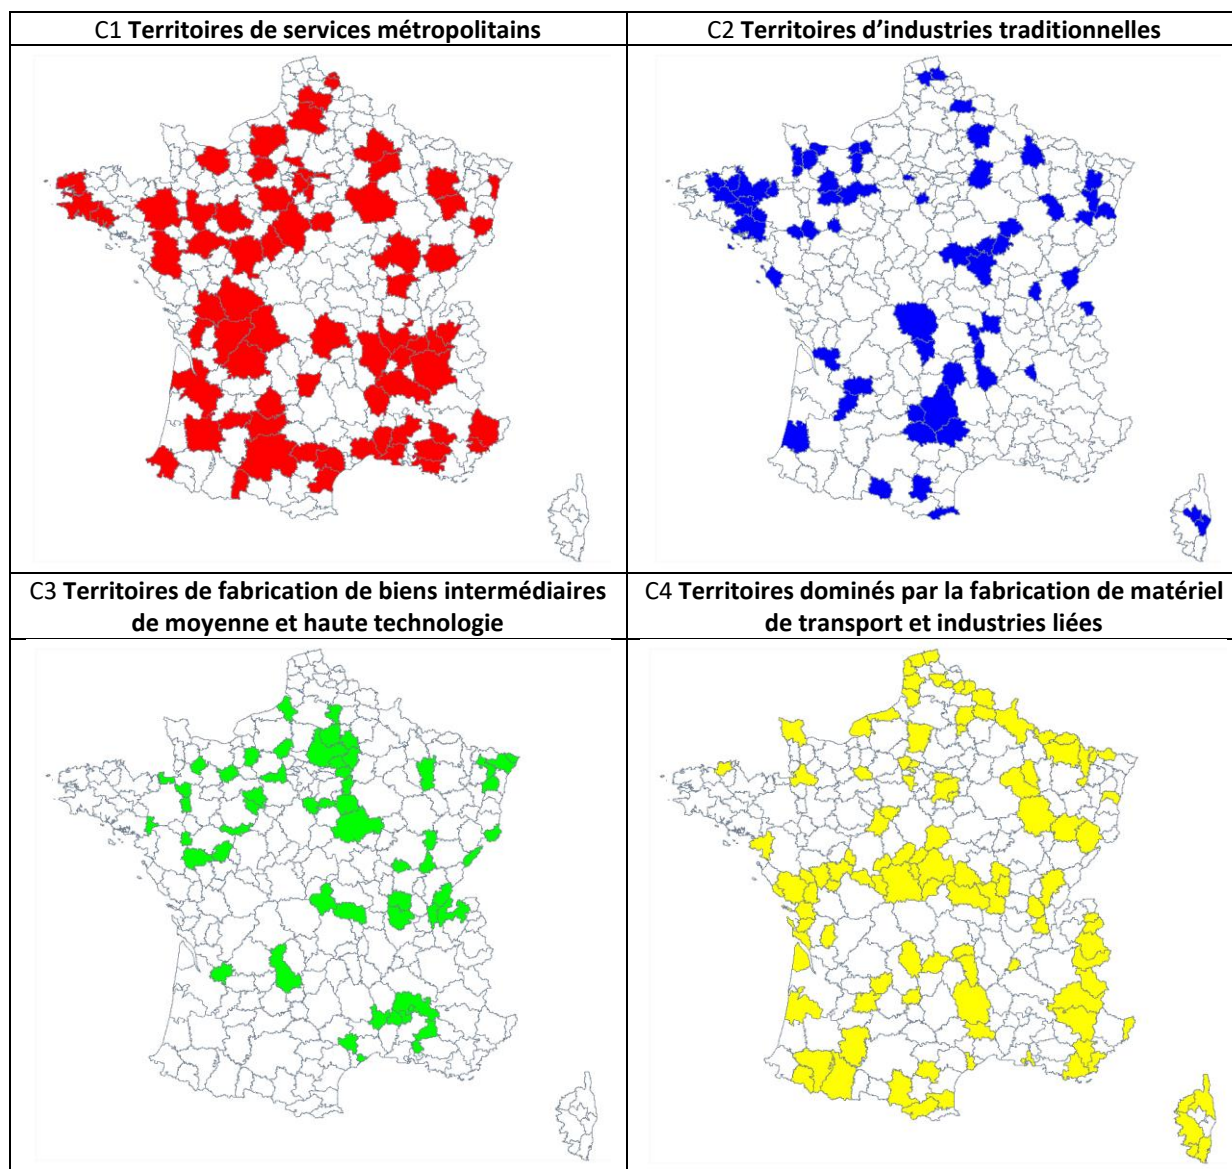 C1 Territoires de services métropolitains
C2 Territoires d’industries traditionnelles
C3 Territoires de fabrication de biens intermédiaires
de moyenne et haute technologie
C4 Territoires dominés par la fabrication de matériel
de transport et industries liées